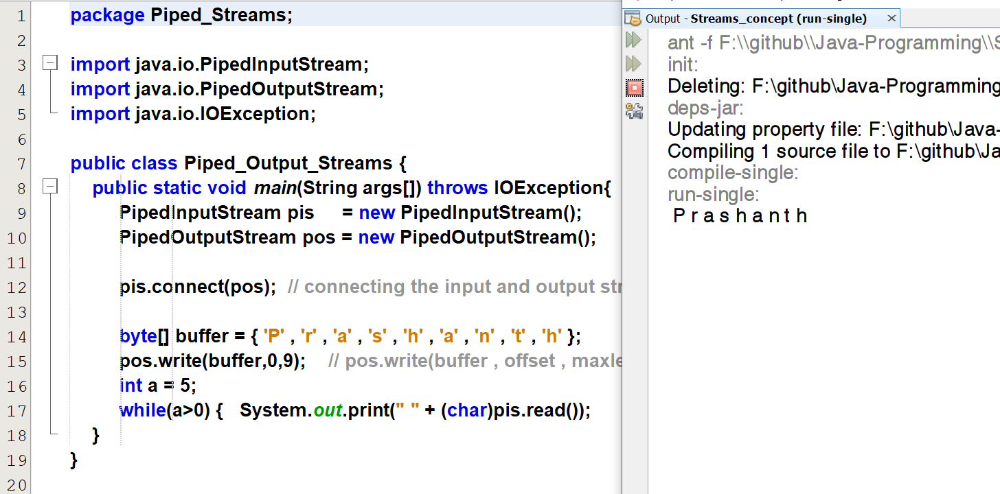 1 package Piped_Streams;
2
3 import java.io.PipedInputStream;
4 import java.io.PipedOutputStream;
5 import java.io.IOException;
6
7 public class Piped_Output_Streams {
8 public static void main(String args[]) throws IOException{
9 PipedInputStream pis = new PipedInputStream();
10 PipedOutputStream pos = new PipedOutputStream();
11
12 pis.connect(pos); // connecting the input and output str
13
14 byte[] buffer = { 'P' , 'r' , 'a' , 's' , 'h' , 'a' , 'n' , 't' , 'h' };
15 pos.write(buffer,0,9); // pos.write(buffer , offset , maxle
16 int a = 5;
17 while(a>0) { System.out.print(" " + (char)pis.read());
18 }
19 }
20
Output - Streams_concept (run-single)
ant -f F:\\github\\Java-Programming\\S
init:
Deleting: F:\github\Java-Programming
deps-jar:
Updating property file: F:\github\Java-
Compiling 1 source file to F:\github\Ja
compile-single:
run-single:
P r a s h a n t h